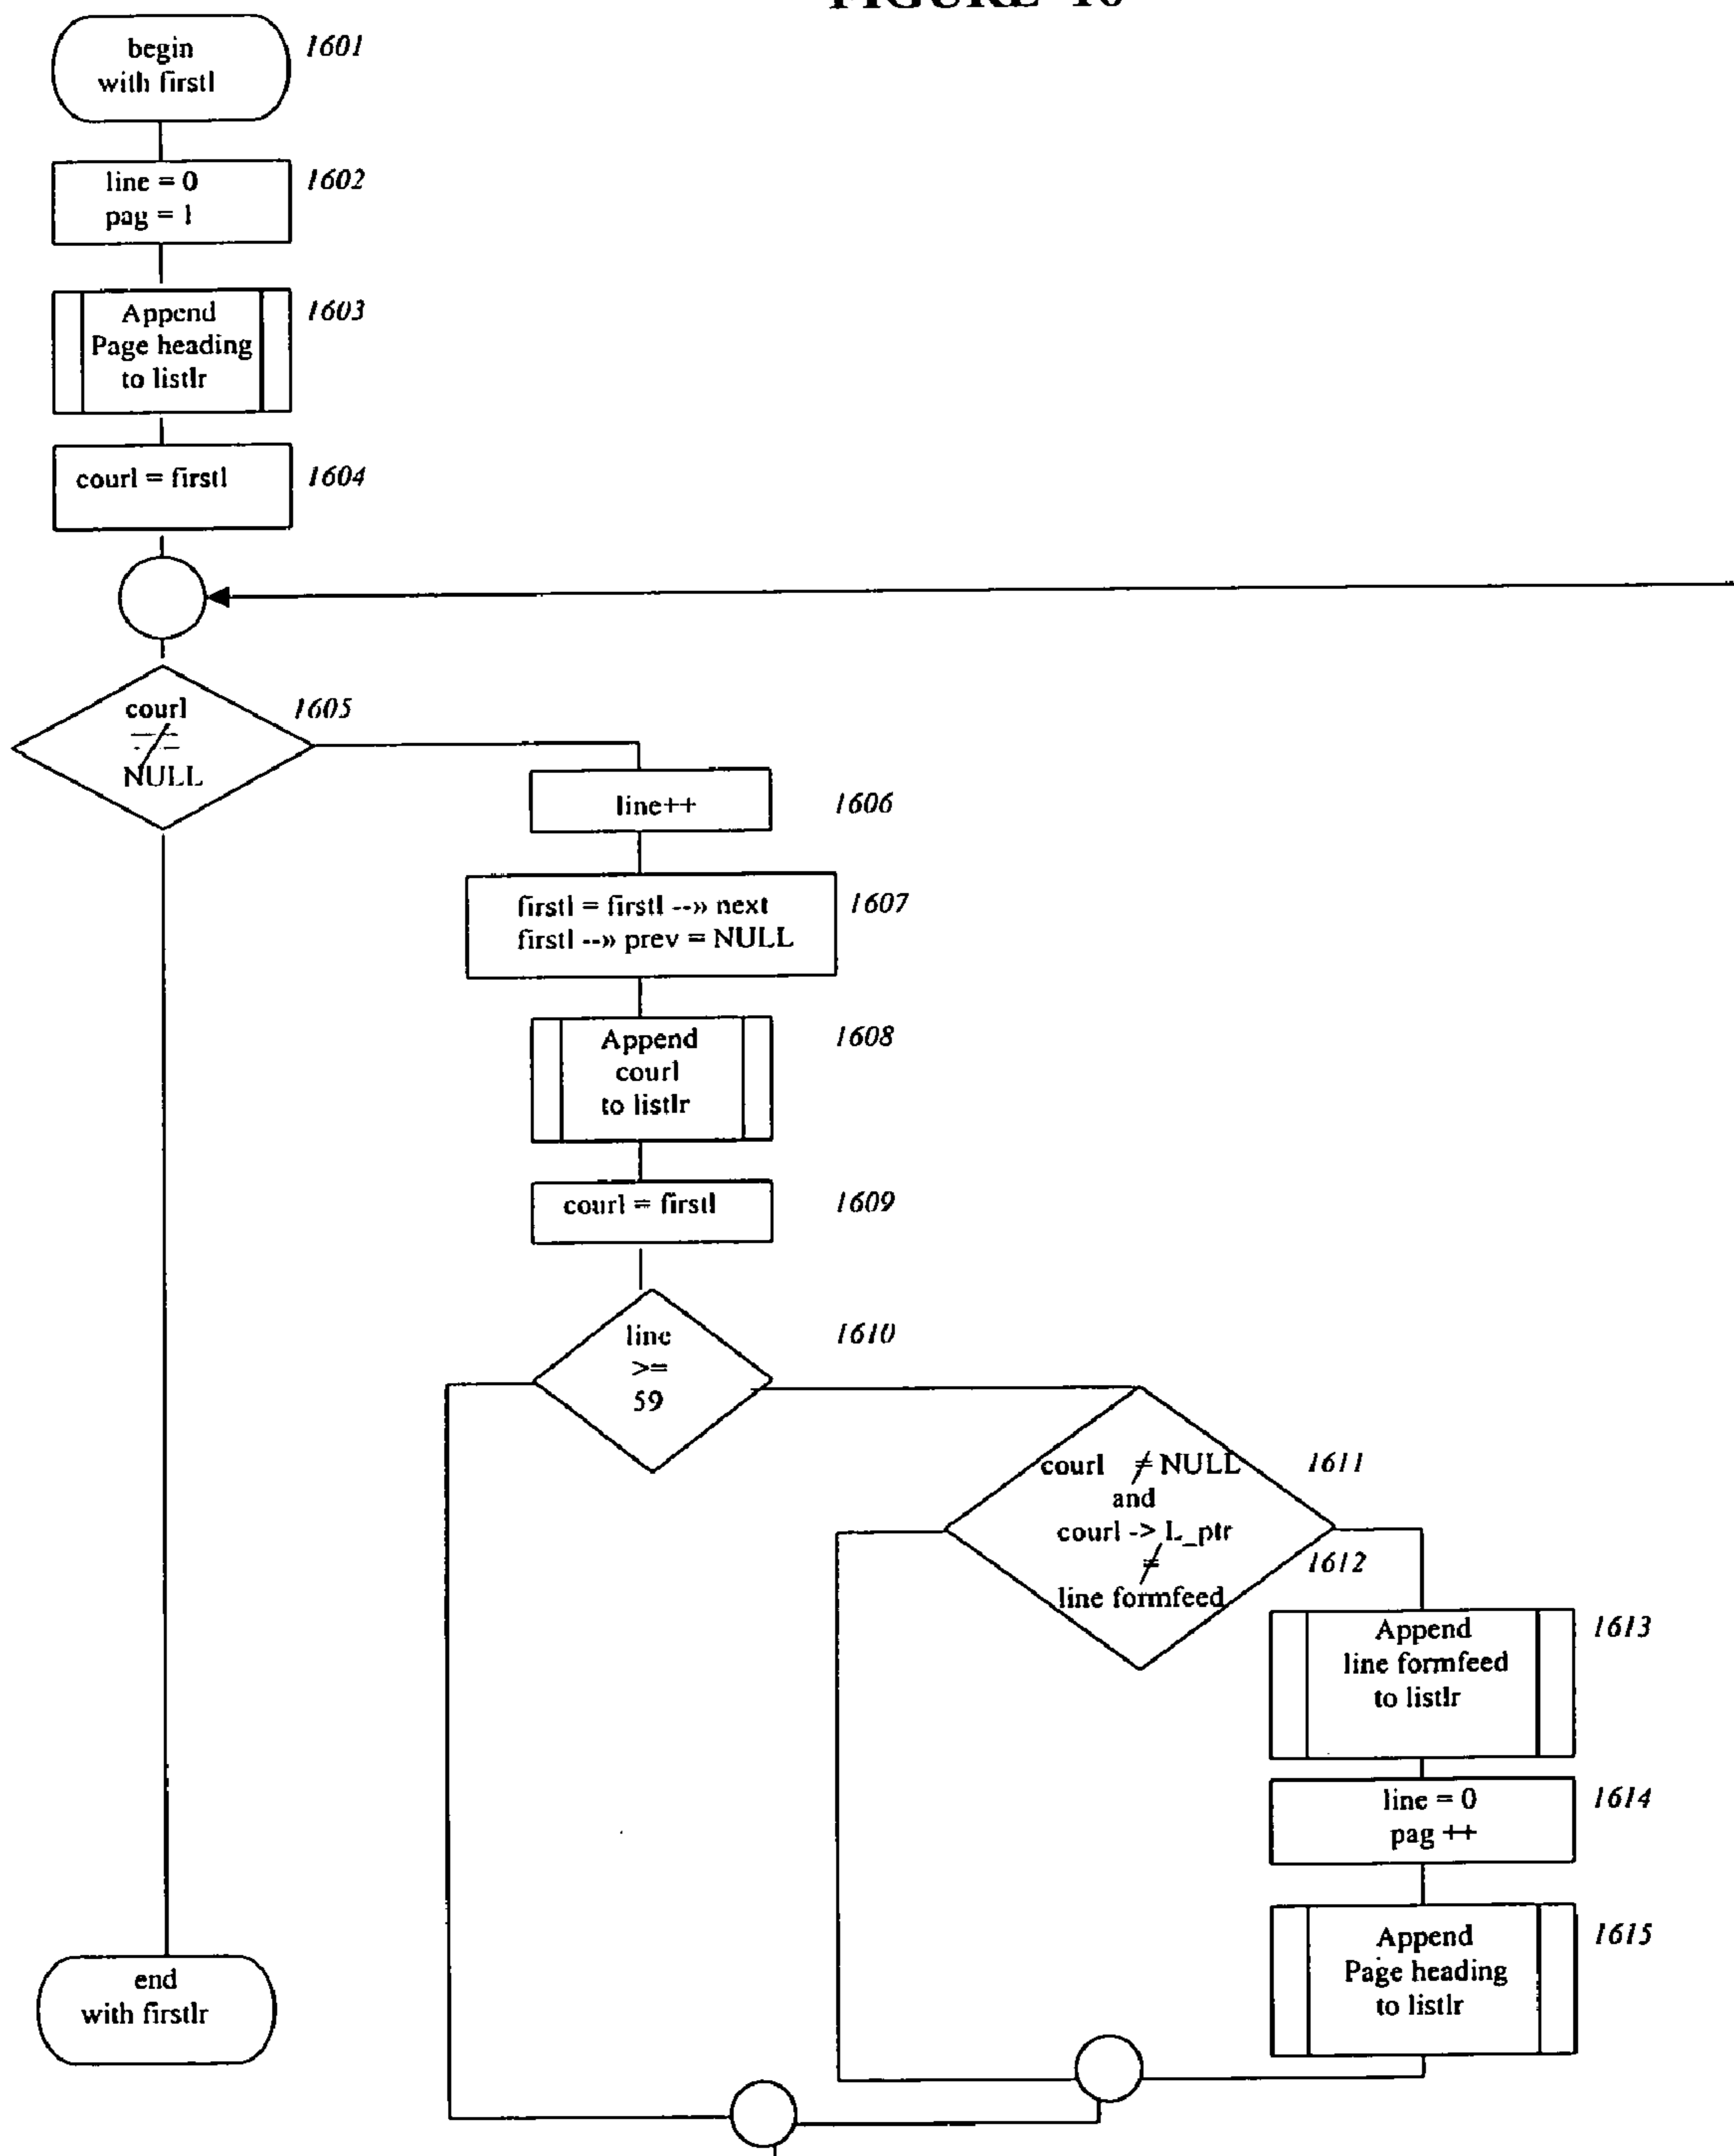 FIGURE 16
begin
with firstl
1601
line = 0
pag = 1
1602
Append
Page heading
to listlr
1603
courl = firstl
1604
courl
≠
NULL
1605
line++
1606
firstl = firstl --» next
firstl --» prev = NULL
1607
Append
courl
to listlr
1608
courl = firstl
1609
line
>=
59
1610
courl ≠ NULL
and
courl -> L_ptr
≠
line formfeed
1611
1612
Append
line formfeed
to listlr
1613
line = 0
pag ++
1614
Append
Page heading
to listlr
1615
end
with firstlr